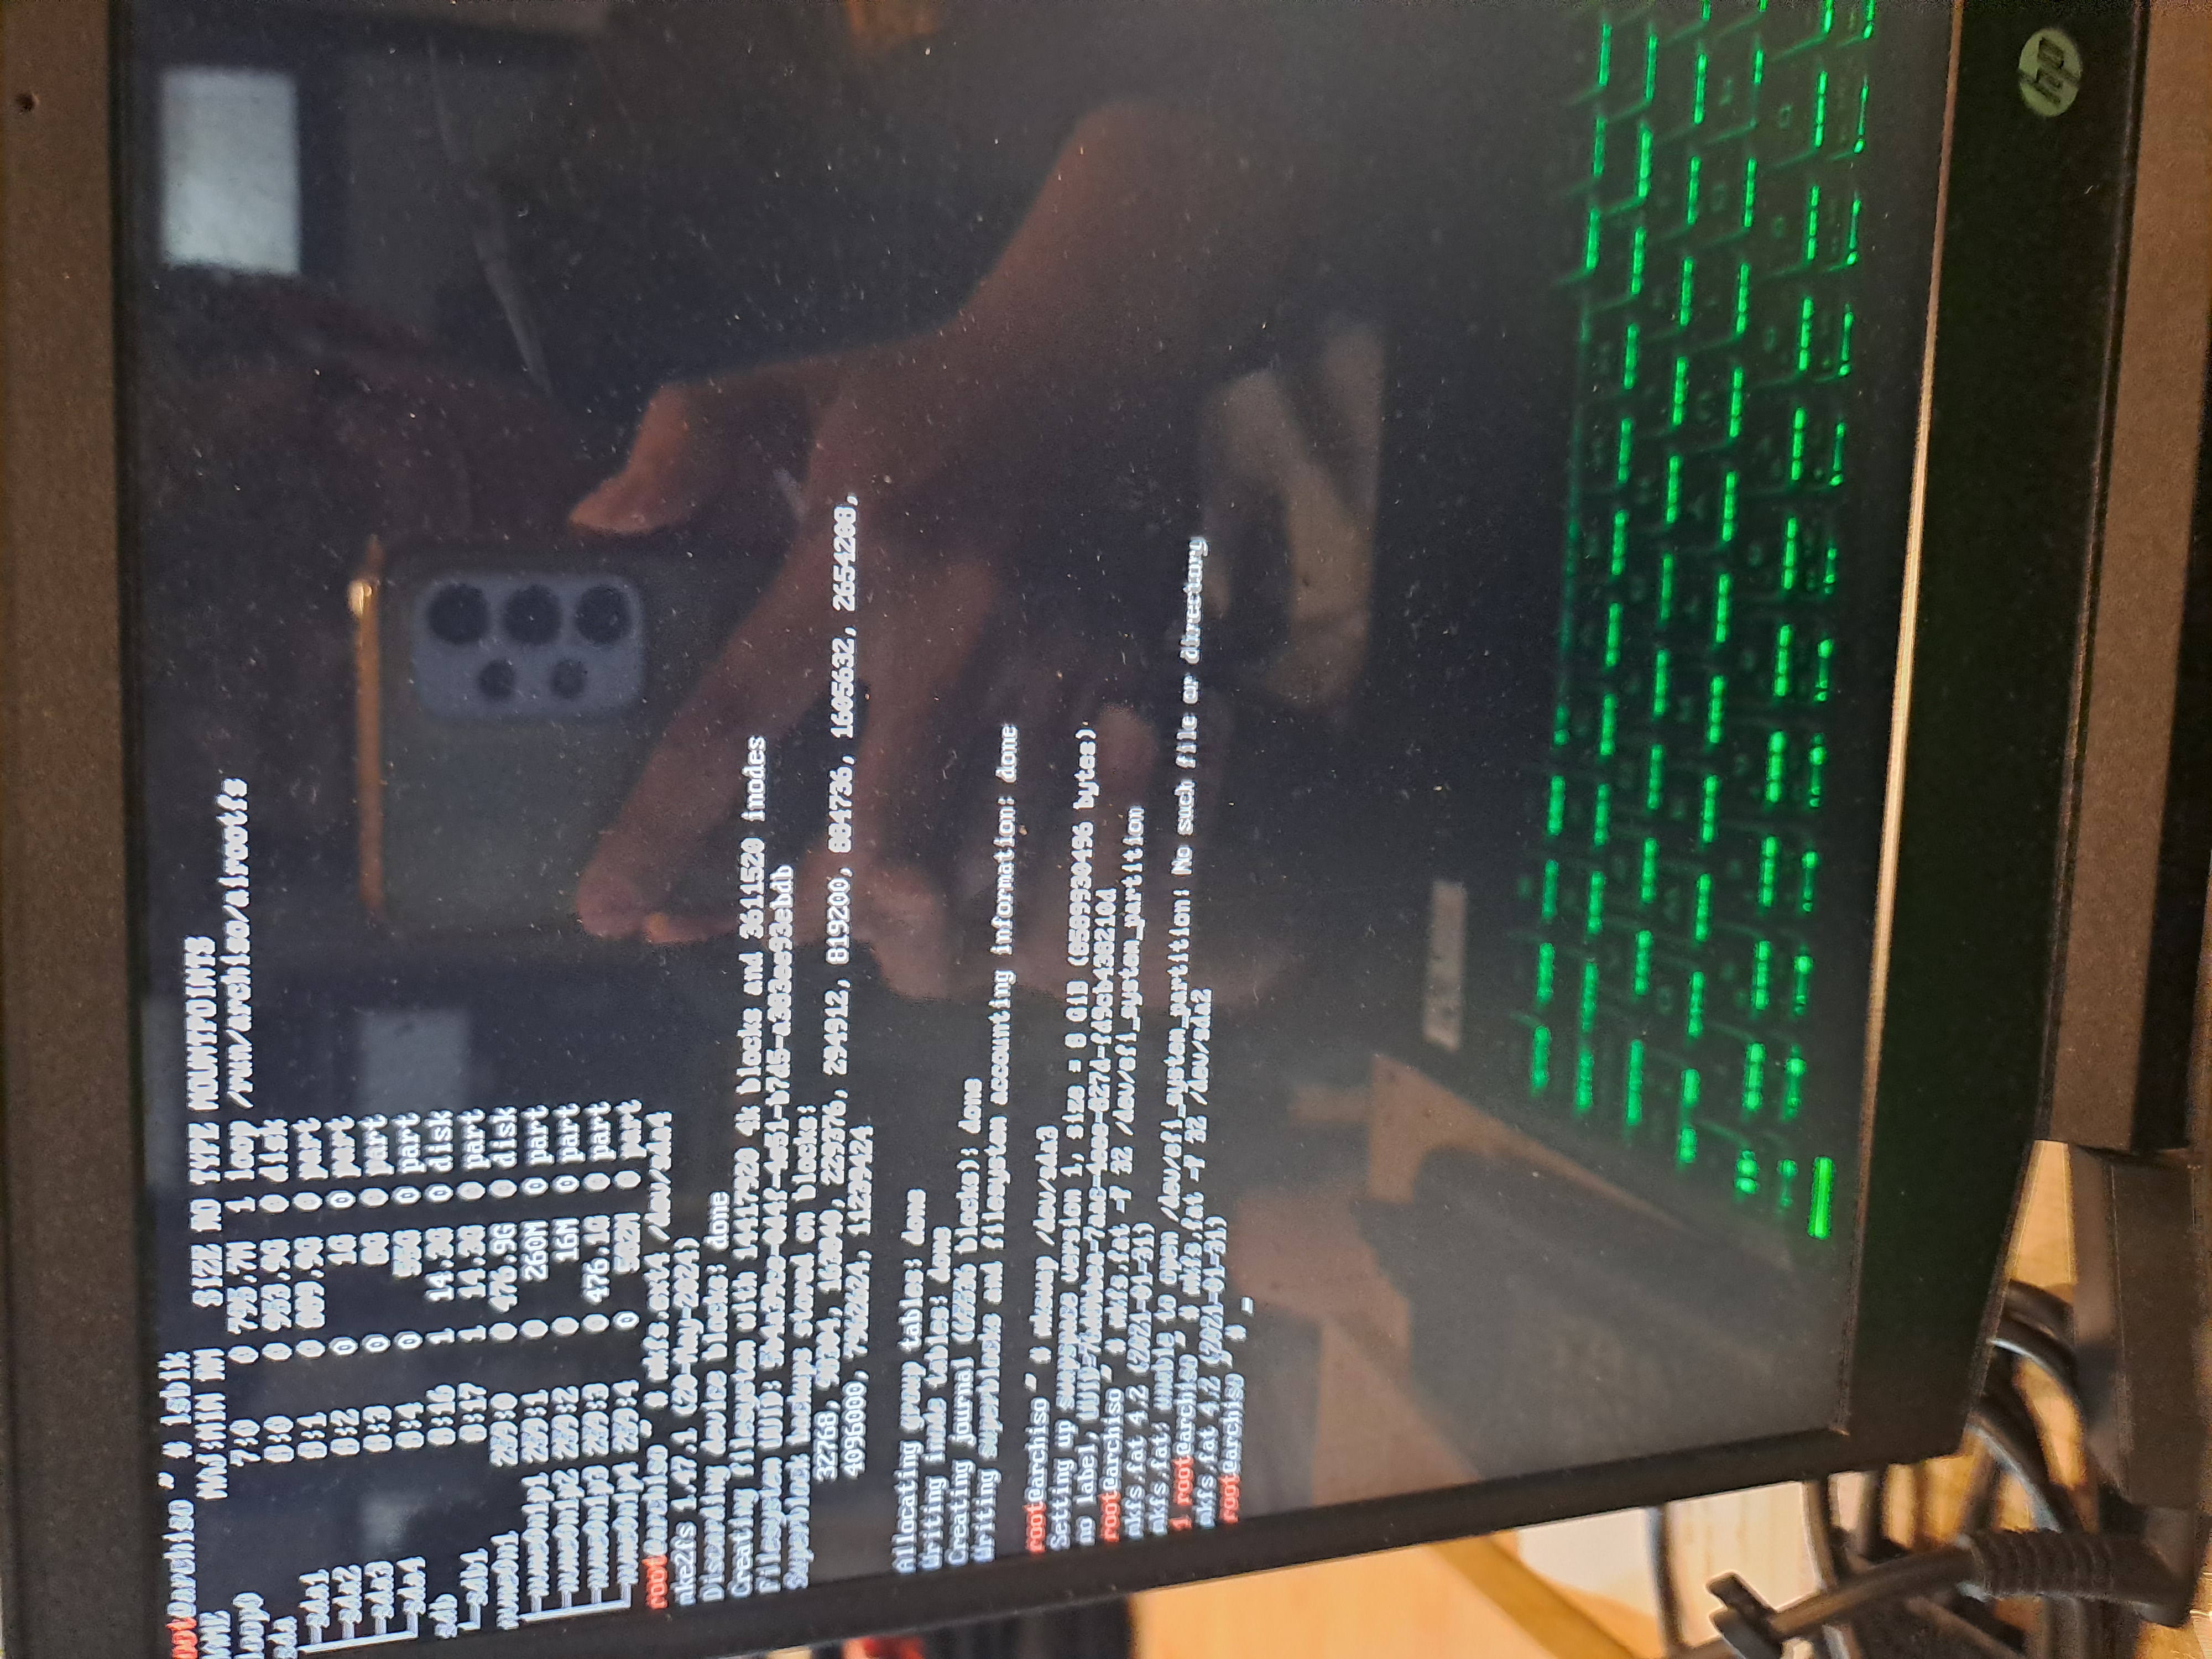 root@archiso ~ # lsblk
NAME MAJ:MIN RM SIZE RO TYPE MOUNTPOINTS
loop0 7:0 0 795.7M 1 loop /run/archiso/airootfs
sda 8:0 0 953.9G 0 disk
├─sda1 8:1 0 889.9G 0 part
├─sda2 8:2 0 1G 0 part
├─sda3 8:3 0 8G 0 part
└─sda4 8:4 0 55G 0 part
sdb 8:16 1 14.3G 0 disk
└─sdb1 8:17 1 14.3G 0 part
nvme0n1 259:0 0 476.9G 0 disk
├─nvme0n1p1 259:1 0 260M 0 part
├─nvme0n1p2 259:2 0 16M 0 part
├─nvme0n1p3 259:3 0 476.1G 0 part
└─nvme0n1p4 259:4 0 582M 0 part
root@archiso ~ # mkfs.ext4 /dev/sda4
mke2fs 1.47.1 (20-May-2024)
Discarding device blocks: done
Creating filesystem with 14417920 4k blocks and 3611520 inodes
Filesystem UUID:
Superblock backups stored on blocks:
32768, 98304, 163840, 229376, 294912, 819200, 884736, 1605632, 2654208,
4096000, 7962624, 11239424
Allocating group tables: done
Writing inode tables: done
Creating journal (65536 blocks): done
Writing superblocks and filesystem accounting information: done
root@archiso ~ # mkswap /dev/sda3
Setting up swapspace version 1, size = 8 GiB (8589930496 bytes)
no label,
root@archiso ~ # mkfs.fat -F 32 /dev/efi_system_partition
mkfs.fat 4.2 (2021-01-31)
mkfs.fat: unable to open /dev/efi_system_partition: No such file or directory
1 root@archiso ~ # mkfs.fat -F 32 /dev/sda2
mkfs.fat 4.2 (2021-01-31)
root@archiso ~ # _
hp